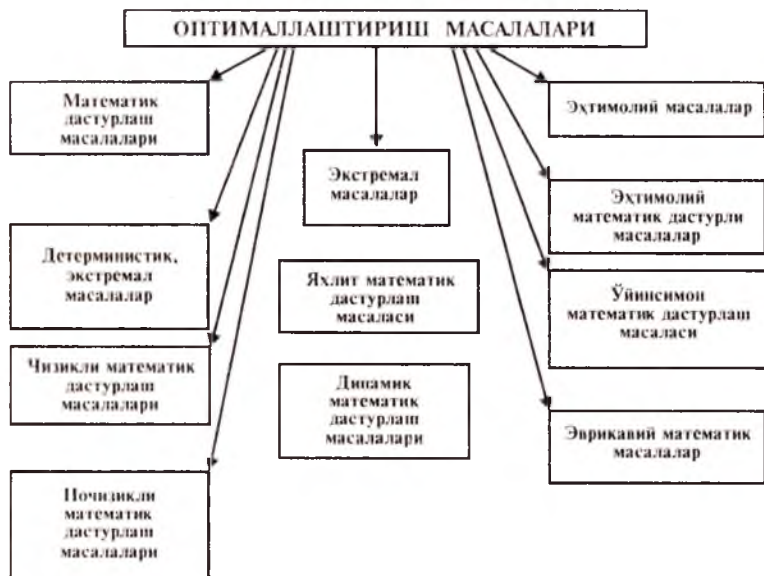 ОПТИМАЛЛАШТИРИШ МАСАЛАЛАРИ
Математик
дастурлаш
масалалари
Детерминистик,
экстремал
масалалар
Чизикли математик
дастурлаш
масалалари
Ночизикли
математик
дастурлаш
масалалари
Экстремал
масалалар
Яхлит математик
дастурлаш
масаласи
Динамик
математик
дастурлаш
масалалари
Эҳтимолий масалалар
Эҳтимолий
математик дастурли
масалалар
Ўйинсимон
математик дастурлаш
масаласи
Эврикавий математик
масалалар